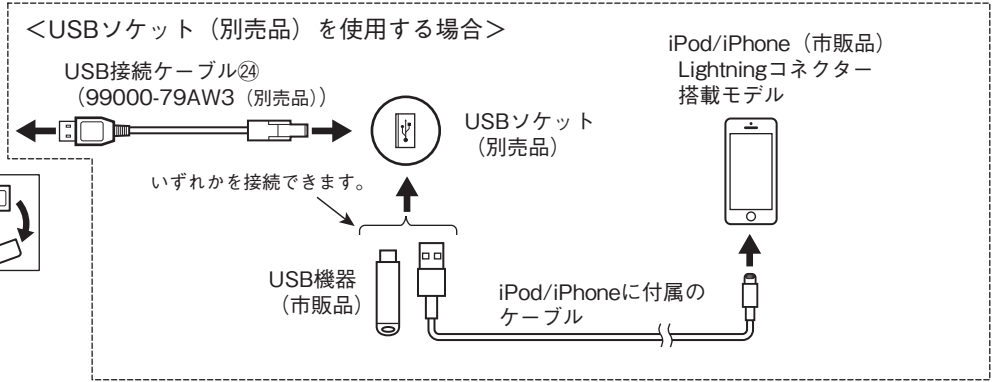 ＜USBソケット（別売品）を使用する場合＞
USB接続ケーブル㉔
（99000-79AW3（別売品））
USBソケット
（別売品）
iPod/iPhone（市販品）
Lightningコネクター
搭載モデル
いずれかを接続できます。
USB機器
（市販品）
iPod/iPhoneに付属の
ケーブル